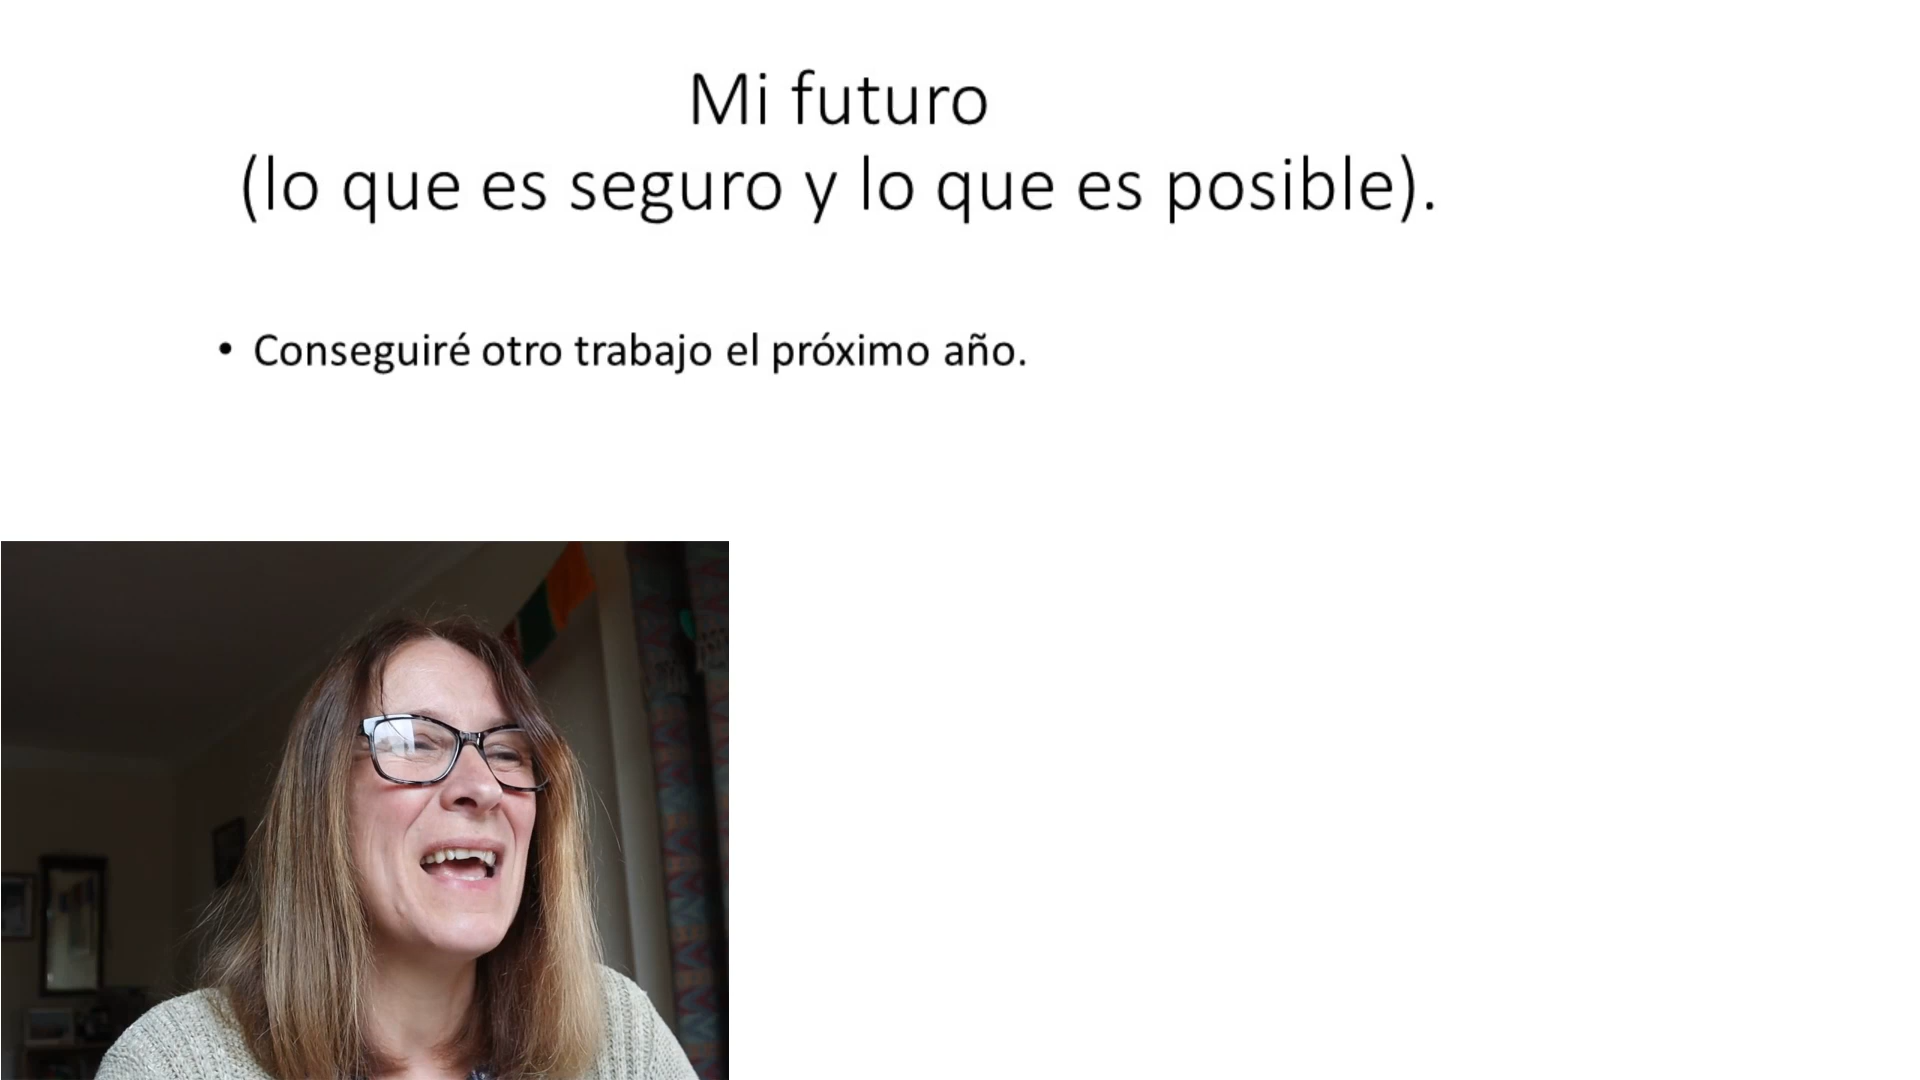 Mi futuro
(lo que es seguro y lo que es posible).
• Conseguiré otro trabajo el próximo año.